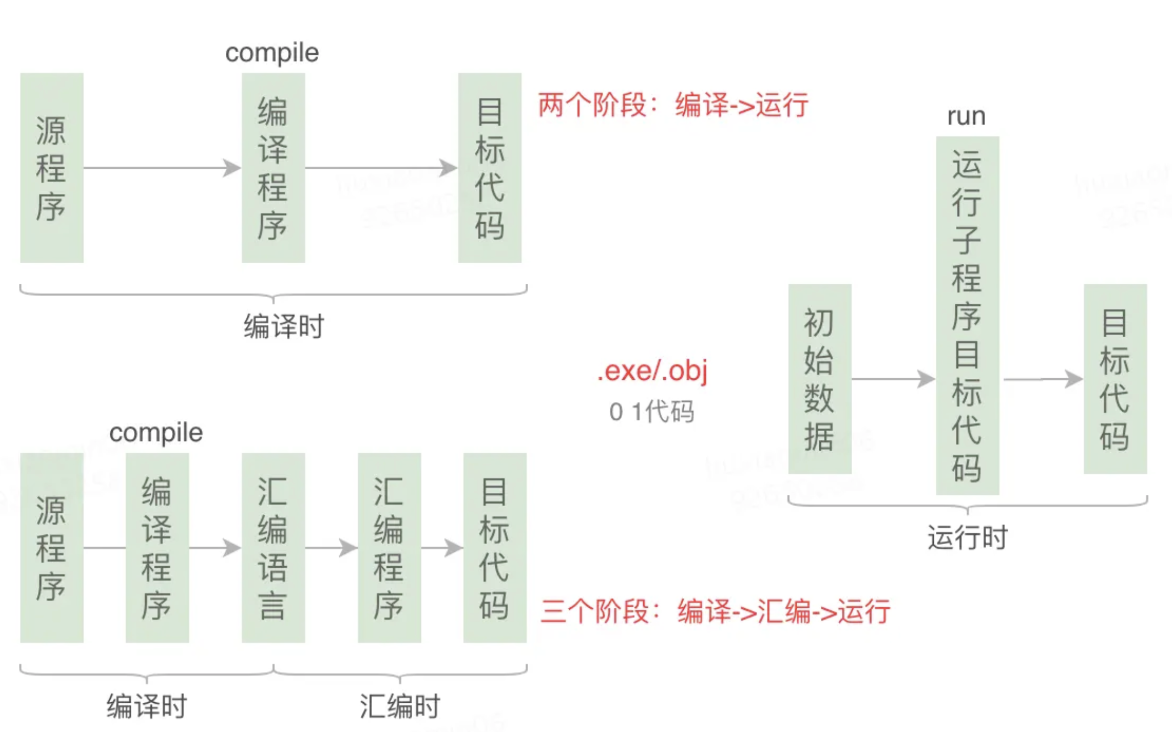 compile
源程序
编译程序
目标代码
两个阶段：编译->运行
编译时
compile
源程序
编译程序
汇编语言
汇编程序
目标代码
三个阶段：编译->汇编->运行
编译时
汇编时
.exe/.obj
0 1代码
run
初始数据
运行子程序目标代码
目标代码
运行时